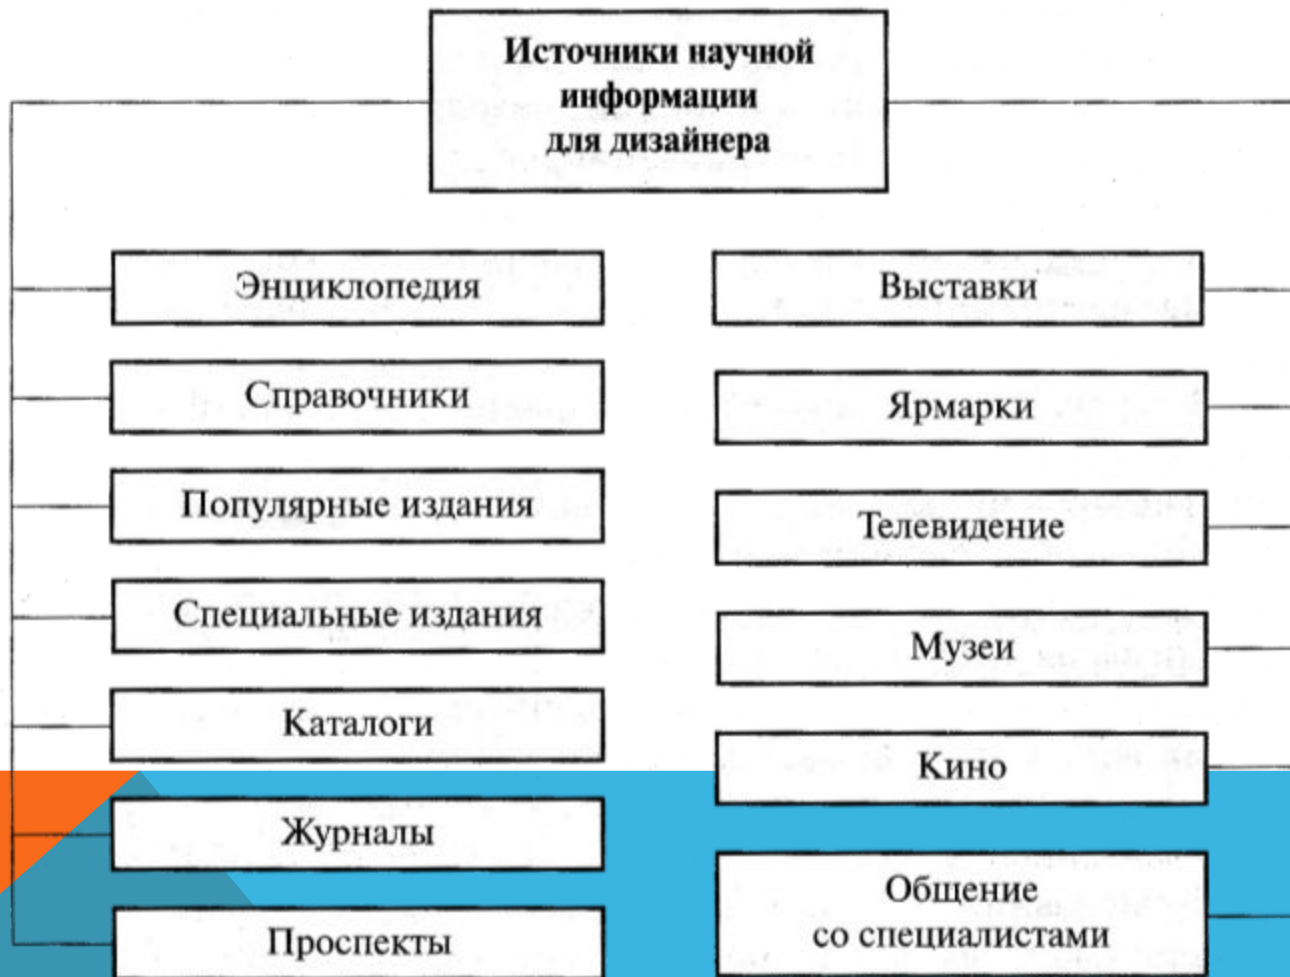 Источники научной
информации
для дизайнера
Энциклопедия
Справочники
Популярные издания
Специальные издания
Каталоги
Журналы
Проспекты
Выставки
Ярмарки
Телевидение
Музеи
Кино
Общение
со специалистами